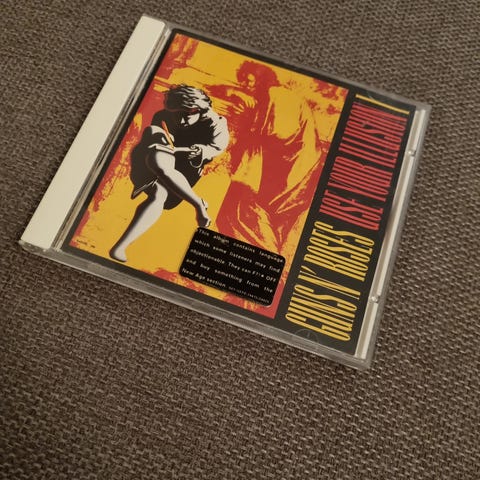 GUNS N' ROSES USE YOUR ILLUSION I
•This album contains language
which some listeners may find
objectionable. They can F?!★ OFF
and buy something from the
New Age section.